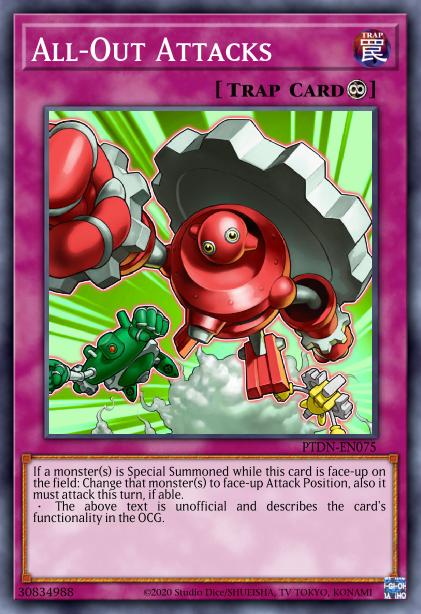 ALL-OUT ATTACKS
TRAP
罠
[TRAP CARD ]
PTDN-EN075
If a monster(s) is Special Summoned while this card is face-up on
the field: Change that monster(s) to face-up Attack Position, also it
must attack this turn, if able.
· The above text is unofficial and describes the card's
functionality in the OCG.
30834988
©2020 Studio Dice/SHUEISHA, TV TOKYO, KONAMI